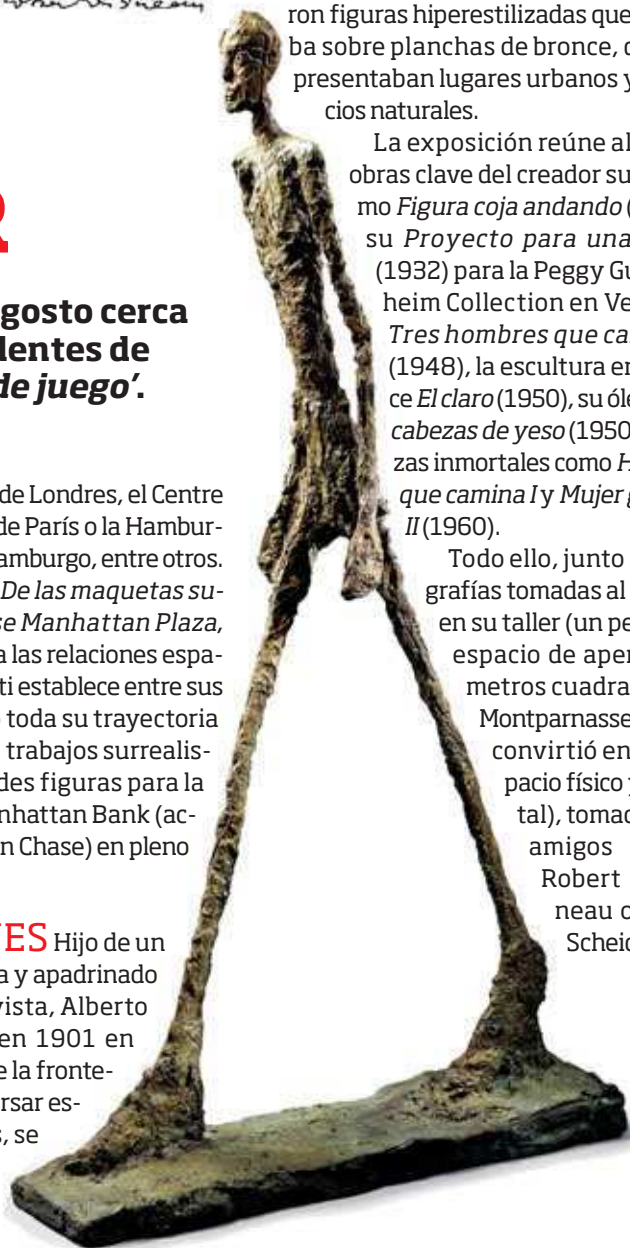 ron figuras hiperestilizadas que
ba sobre planchas de bronce,
presentaban lugares urbanos y
cios naturales.
La exposición reúne al
obras clave del creador su
mo Figura coja andando (
su Proyecto para una
(1932) para la Peggy Gu
heim Collection en Ve
Tres hombres que ca
(1948), la escultura en
ce El claro (1950), su óle
cabezas de yeso (1950
zas inmortales como H
que camina I y Mujer g
II (1960).
Todo ello, junto
grafías tomadas al
en su taller (un pe
espacio de aper
metros cuadra
Montparnasse
convirtió en
pacio físico y
tal), tomad
amigos
Robert
neau o
Scheid
R
gosto cerca
dentes de
de juego'.
de Londres, el Centre
de París o la Hambur-
amburgo, entre otros.
De las maquetas su-
se Manhattan Plaza,
a las relaciones espa-
ti establece entre sus
toda su trayectoria
trabajos surrealis-
des figuras para la
nhattan Bank (ac-
n Chase) en pleno
ES Hijo de un
a y apadrinado
vista, Alberto
en 1901 en
e la fronte-
rsar es-
s, se